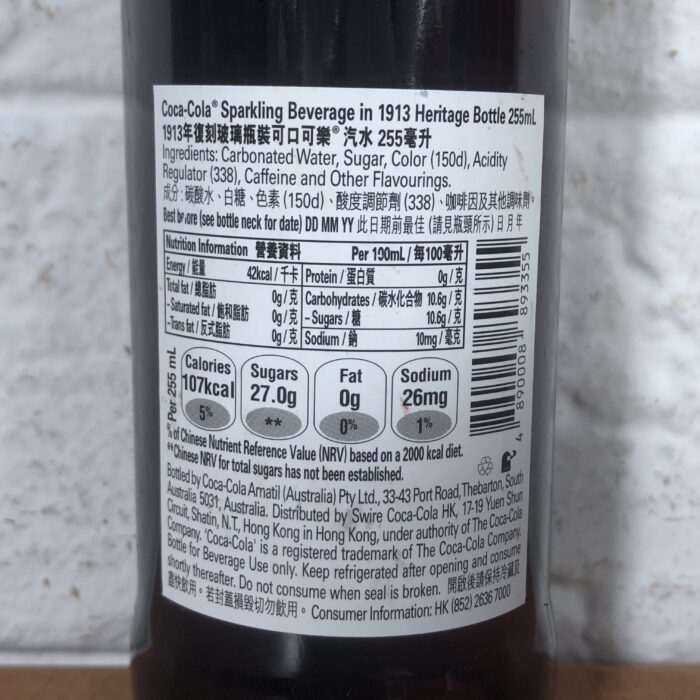 Coca-Cola® Sparkling Beverage in 1913 Heritage Bottle 255mL
1913年復刻玻璃瓶裝可口可樂® 汽水 255毫升
Ingredients: Carbonated Water, Sugar, Color (150d), Acidity
Regulator (338), Caffeine and Other Flavourings.
成分:碳酸水、白糖、色素 (150d)、酸度調節劑 (338)、咖啡因及其他調味劑。
Best before (see bottle neck for date) DD MM YY 此日期前最佳 (請見瓶頸所示) 日 月 年
Nutrition Information 營養資料 Per 100mL / 每100毫升
Energy / 能量 42kcal / 千卡 Protein / 蛋白質 0g / 克
Total fat / 總脂肪 0g / 克 Carbohydrates / 碳水化合物 10.6g / 克
- Saturated fat / 飽和脂肪 0g / 克 - Sugars / 糖 10.6g / 克
- Trans fat / 反式脂肪 0g / 克 Sodium / 鈉 10mg / 毫克
Per 255 mL
Calories Sugars Fat Sodium
107kcal 27.0g 0g 26mg
5% ** 0% 1%
% of Chinese Nutrient Reference Value (NRV) based on a 2000 kcal diet.
**Chinese NRV for total sugars has not been established.
4 890008 893355
Bottled by Coca-Cola Amatil (Australia) Pty Ltd., 33-43 Port Road, Thebarton, South
Australia 5031, Australia. Distributed by Swire Coca-Cola HK, 17-19 Yuen Shun
Circuit, Shatin, N.T., Hong Kong in Hong Kong, under authority of The Coca-Cola
Company. 'Coca-Cola' is a registered trademark of The Coca-Cola Company.
Bottle for Beverage Use only. Keep refrigerated after opening and consume
shortly thereafter. Do not consume when seal is broken. 開啟後請保持冷藏及
盡快飲用。若封蓋損毀切勿飲用。Consumer Information: HK (852) 2636 7000